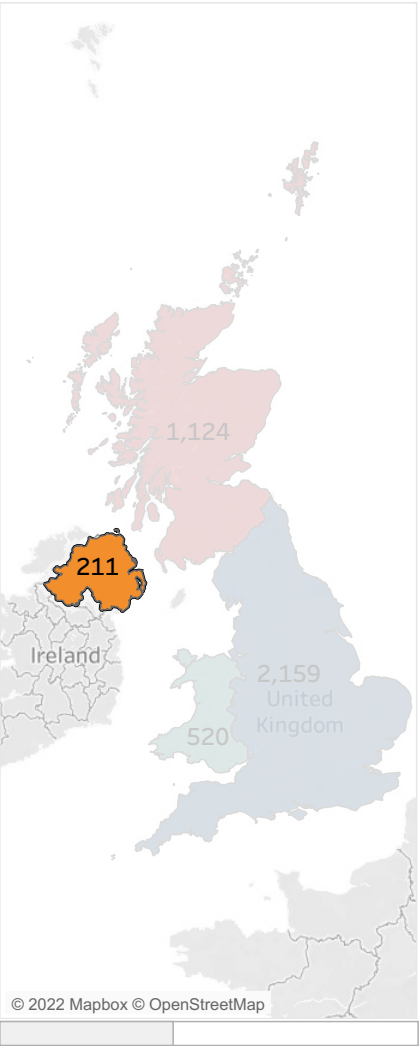 1,124
211
Ireland
2,159
United
Kingdom
520
© 2022 Mapbox © OpenStreetMap